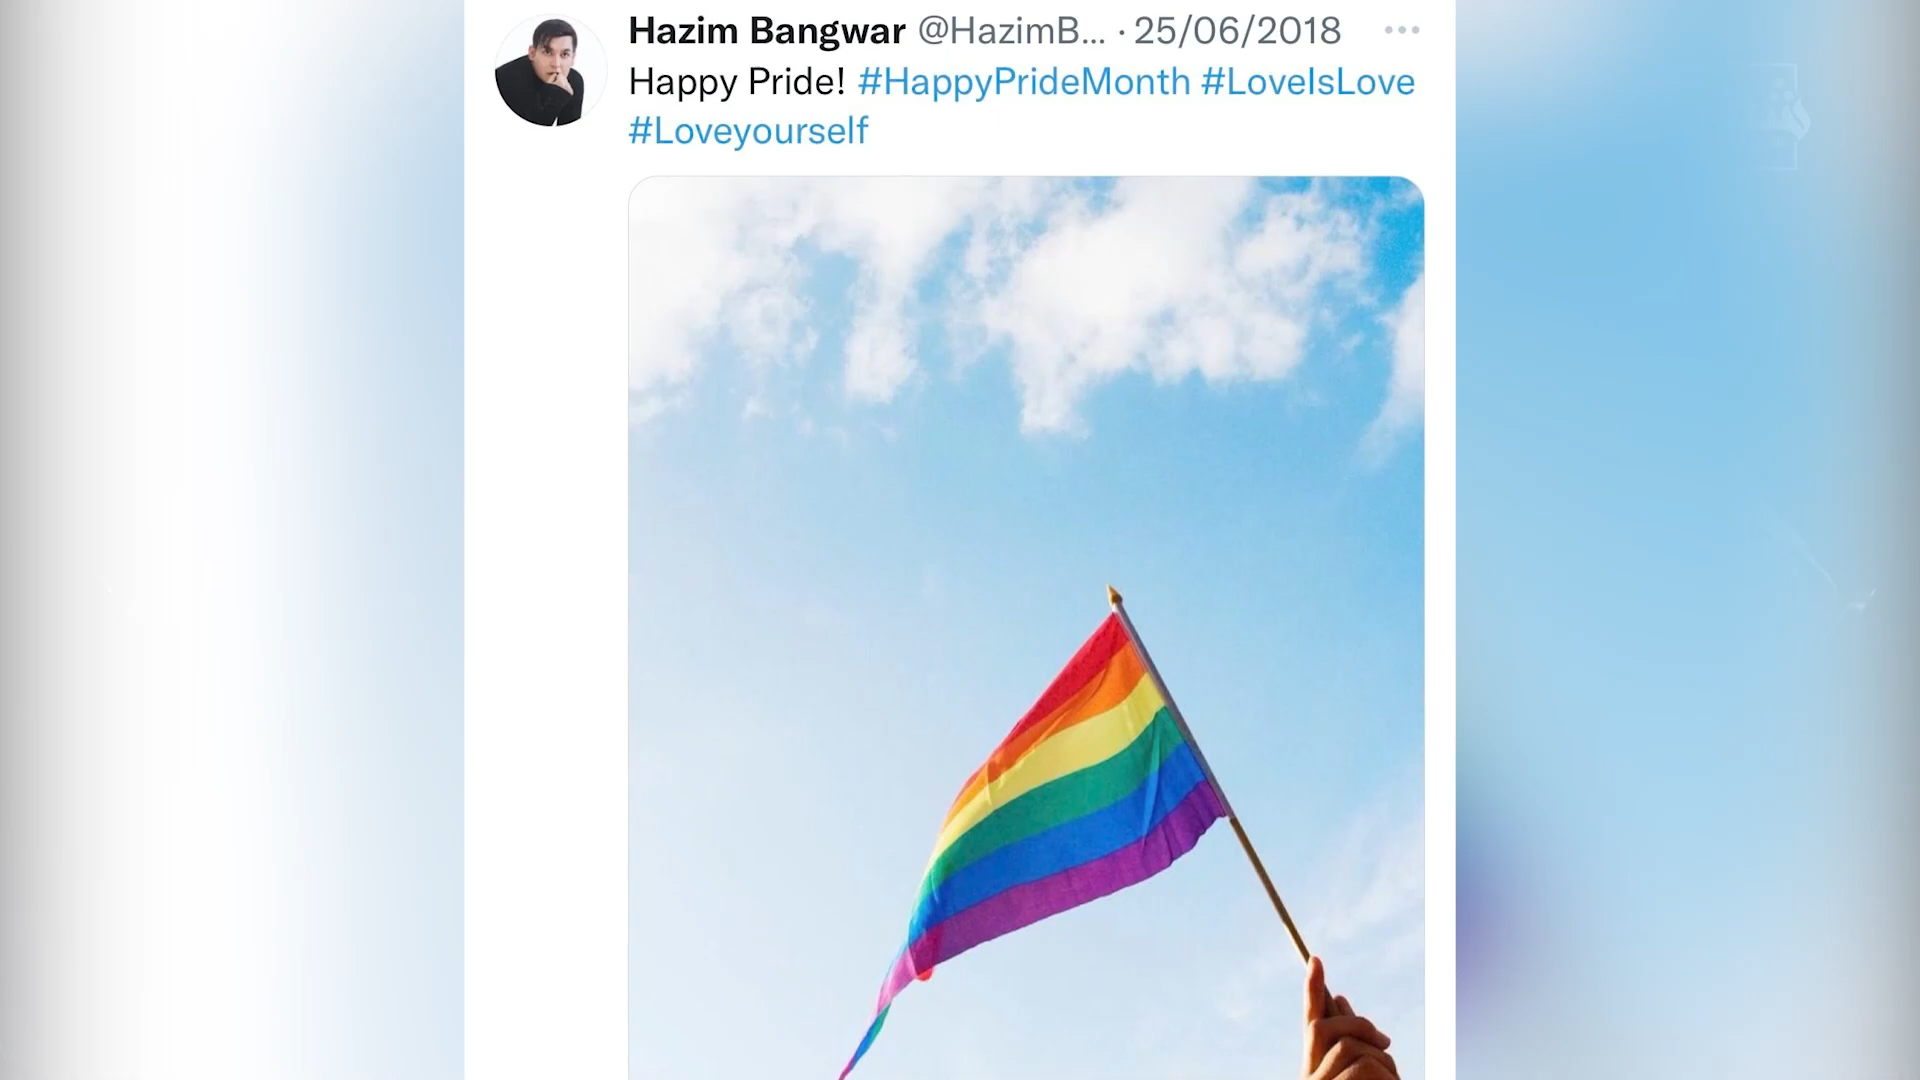 Hazim Bangwar @HazimB... · 25/06/2018
Happy Pride! #HappyPrideMonth #LoveIsLove
#Loveyourself